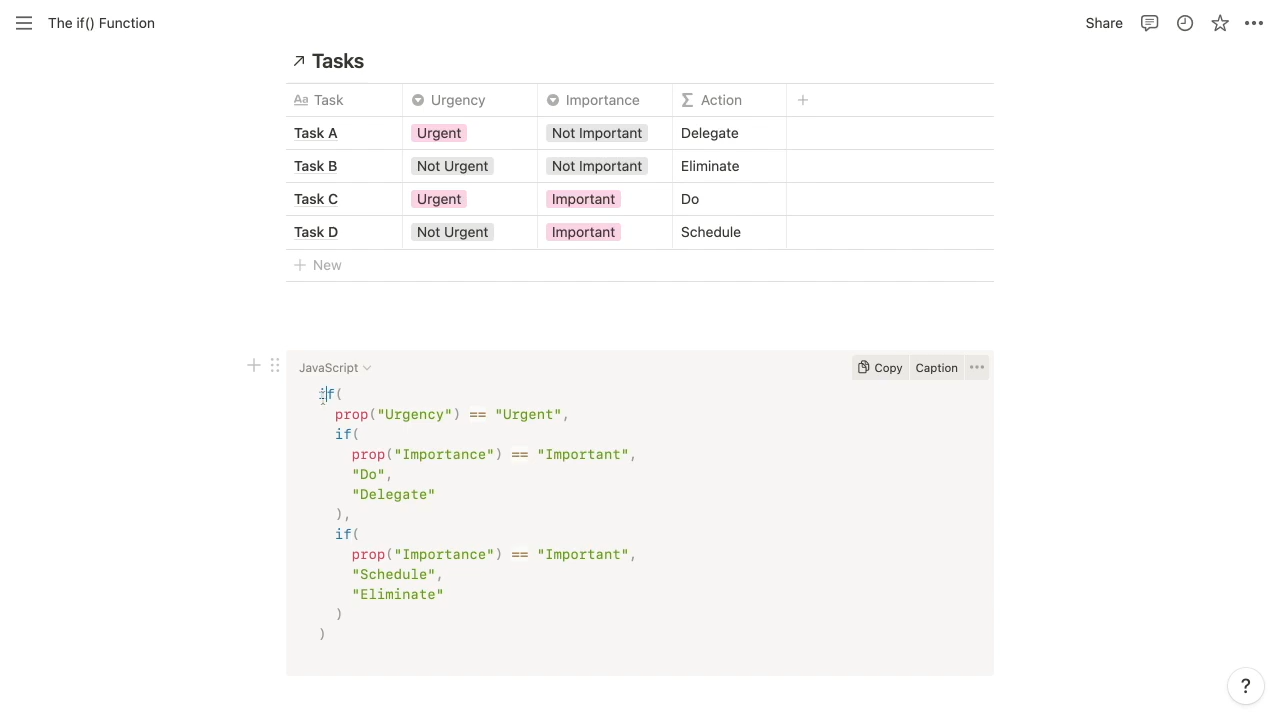 The if() Function
Share
Tasks
Aa Task Urgency Importance Σ Action +
Task A Urgent Not Important Delegate
Task B Not Urgent Not Important Eliminate
Task C Urgent Important Do
Task D Not Urgent Important Schedule
+ New
JavaScript
Copy Caption
if(
prop("Urgency") == "Urgent",
if(
prop("Importance") == "Important",
"Do",
"Delegate"
),
if(
prop("Importance") == "Important",
"Schedule",
"Eliminate"
)
)
?